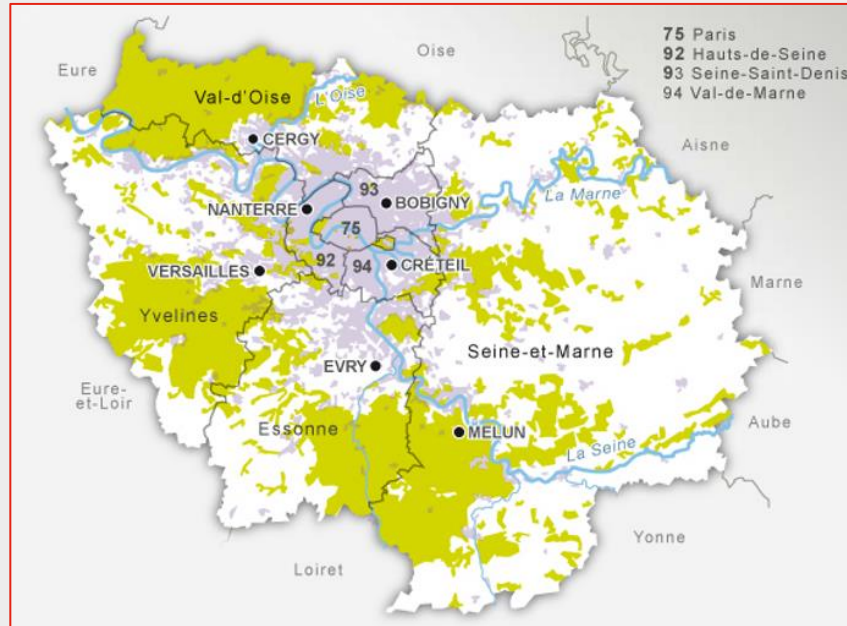 75 Paris
92 Hauts-de-Seine
93 Seine-Saint-Denis
94 Val-de-Marne
Oise
Eure
Val-d'Oise
L'Oise
CERGY
Aisne
93
La Marne
NANTERRE
BOBIGNY
75
92
94
CRÉTEIL
VERSAILLES
Marne
Yvelines
Seine-et-Marne
EVRY
Eure-
et-Loir
Essonne
MELUN
Aube
La Seine
Yonne
Loiret